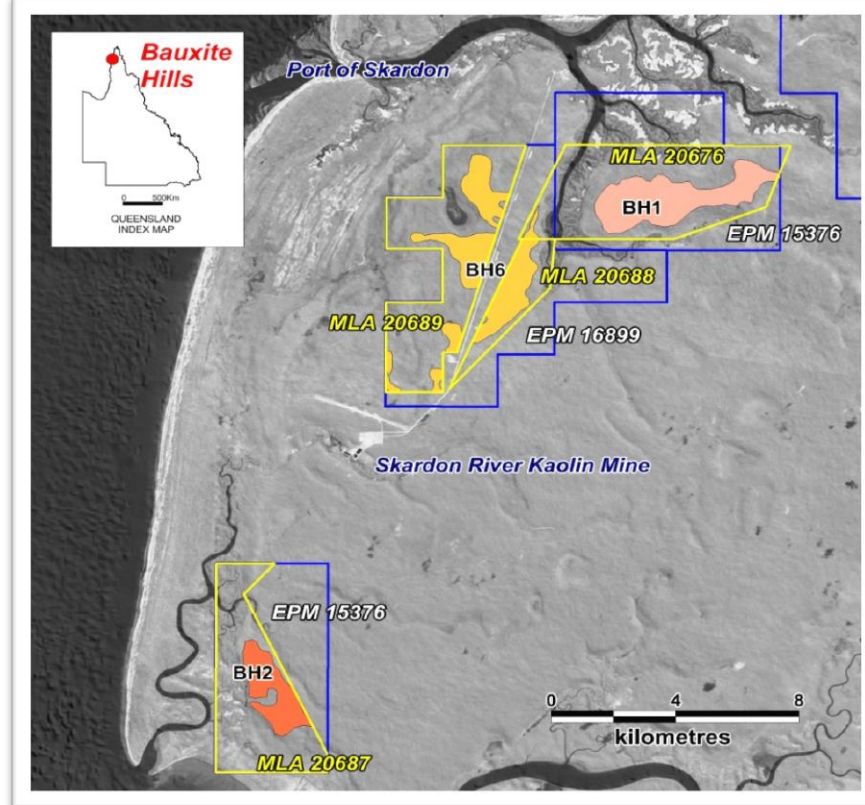 Bauxite
Hills
0 500Km
QUEENSLAND
INDEX MAP
Port of Skardon
MLA 20676
BH1
EPM 15376
BH6
MLA 20688
MLA 20689
EPM 16899
Skardon River Kaolin Mine
EPM 15376
BH2
MLA 20687
0 4 8
kilometres